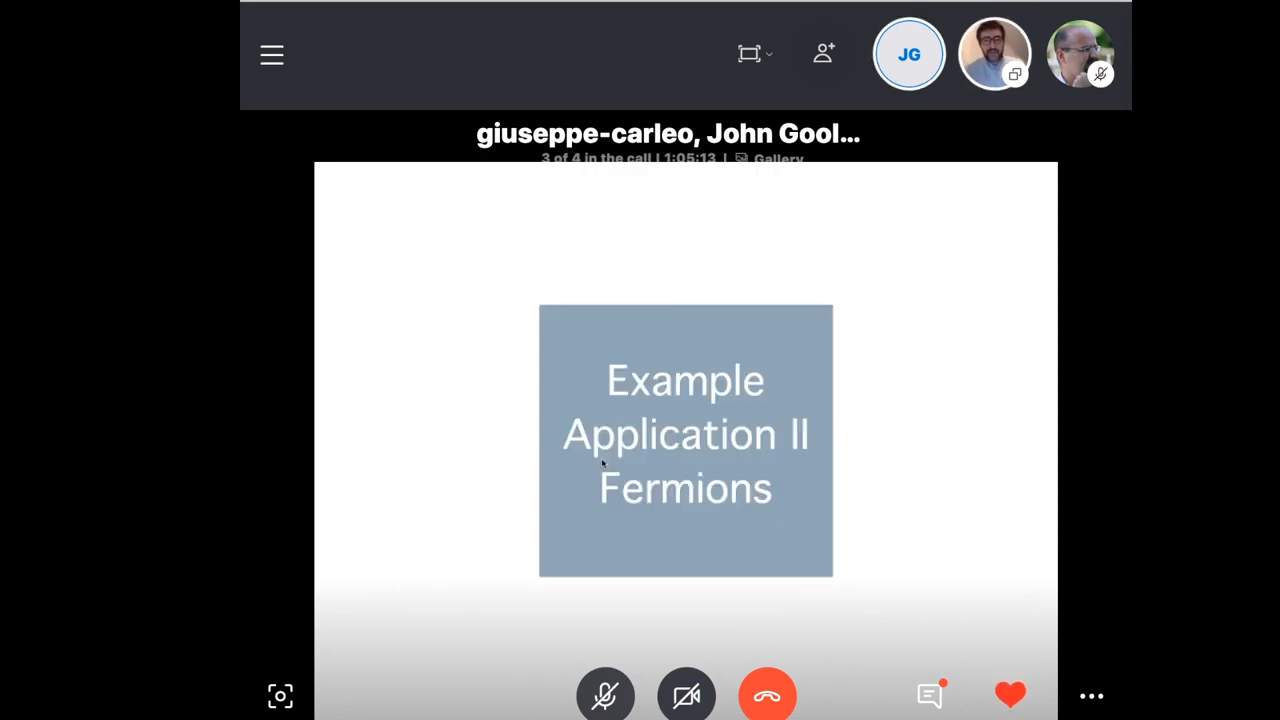 JG
giuseppe-carleo, John Gool...
3 of 4 in the call | 1:05:13 | Gallery
Example
Application II
Fermions